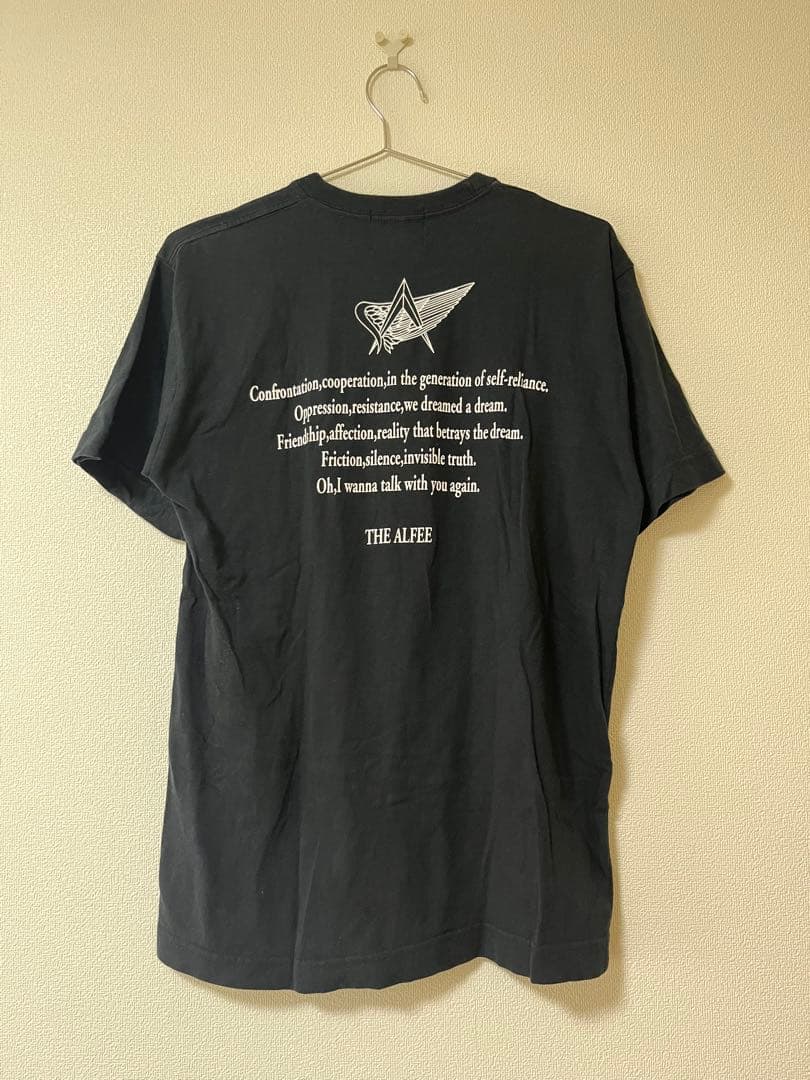 Confrontation,cooperation,in the generation of self-reliance.
Oppression,resistance,we dreamed a dream.
Friendship,affection,reality that betrays the dream.
Friction,silence,invisible truth.
Oh,I wanna talk with you again.
THE ALFEE